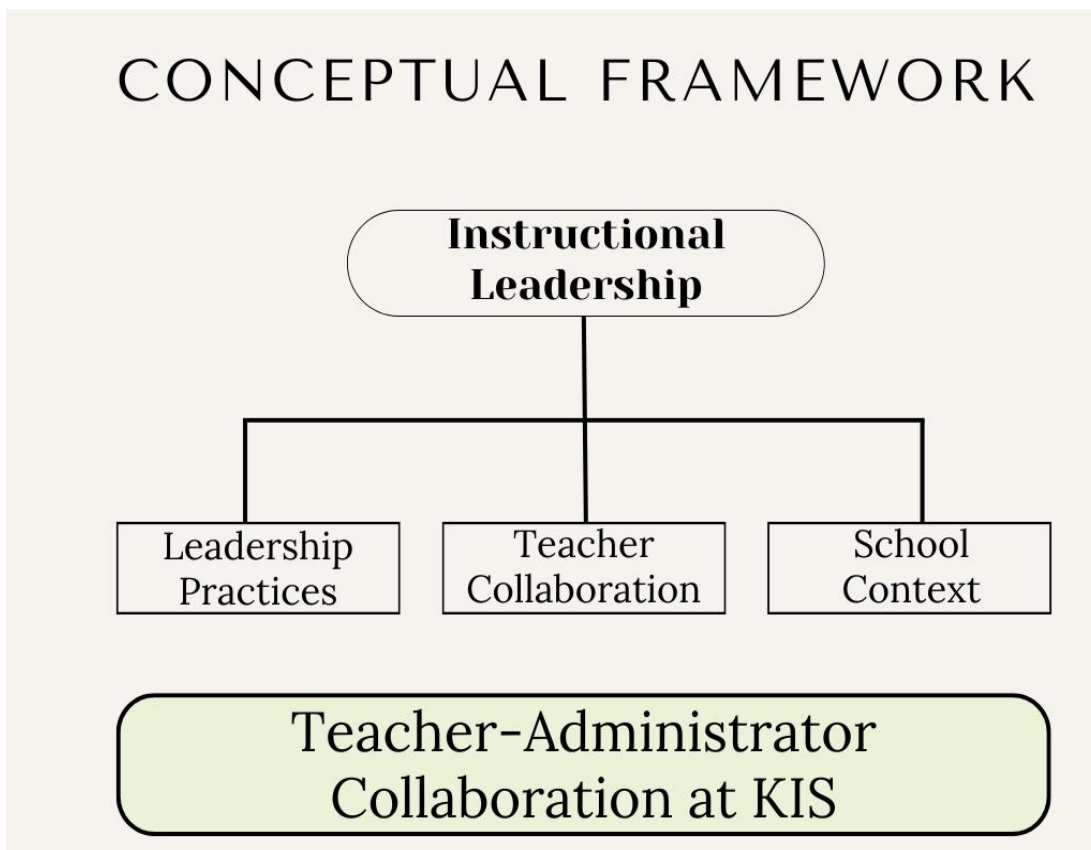 CONCEPTUAL FRAMEWORK
Instructional
Leadership
Leadership
Practices
Teacher
Collaboration
School
Context
Teacher-Administrator
Collaboration at KIS